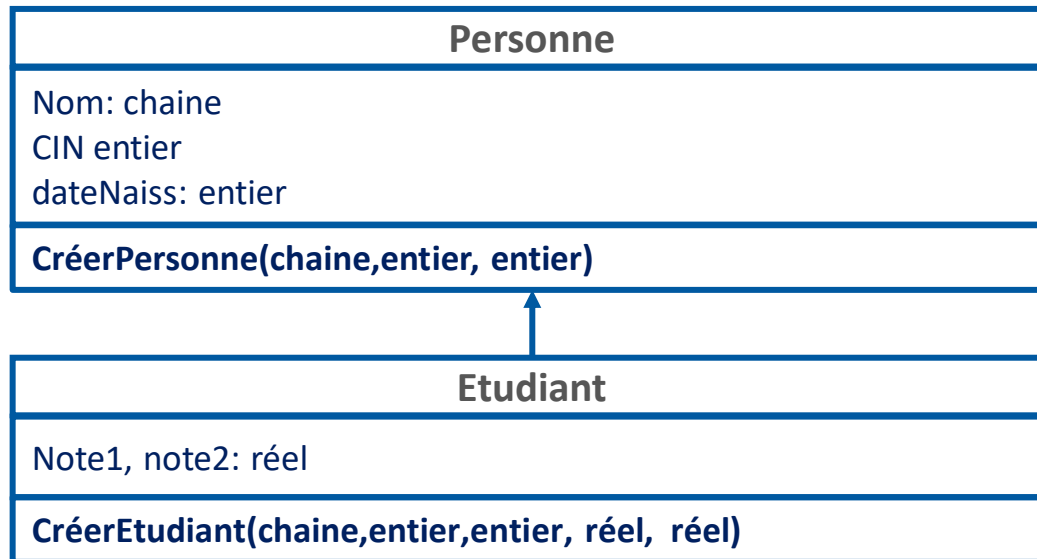 Personne
Nom: chaine
CIN entier
dateNaiss: entier
CréerPersonne(chaine,entier, entier)
Etudiant
Note1, note2: réel
CréerEtudiant(chaine,entier,entier, réel, réel)